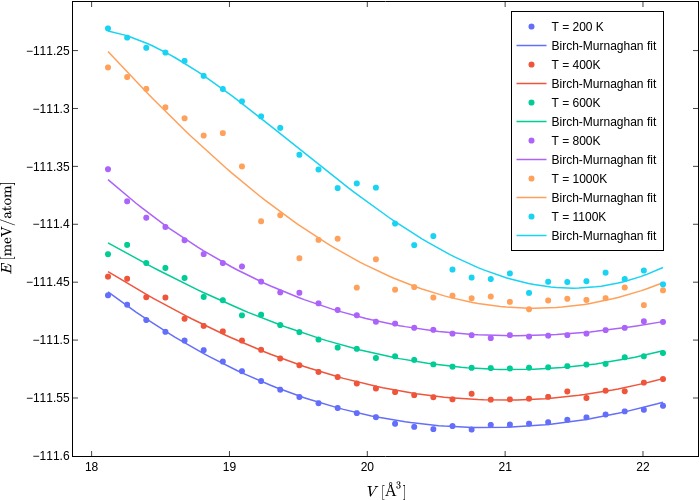 T = 200 K
Birch-Murnaghan fit
T = 400K
Birch-Murnaghan fit
T = 600K
Birch-Murnaghan fit
T = 800K
Birch-Murnaghan fit
T = 1000K
Birch-Murnaghan fit
T = 1100K
Birch-Murnaghan fit
−111.25
−111.3
−111.35
−111.4
−111.45
−111.5
−111.55
−111.6
E [meV/atom]
18
19
20
21
22
V [Å³]